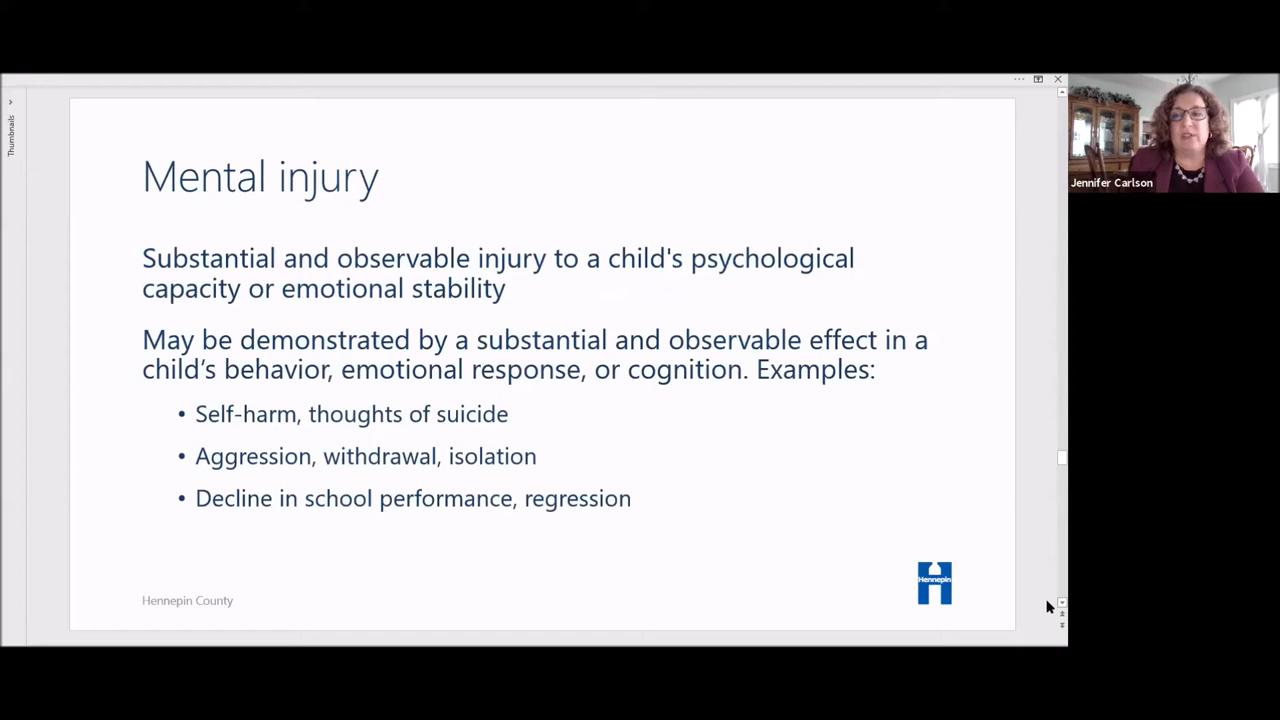 Thumbnails
Mental injury
Jennifer Carlson
Substantial and observable injury to a child's psychological
capacity or emotional stability
May be demonstrated by a substantial and observable effect in a
child’s behavior, emotional response, or cognition. Examples:
• Self-harm, thoughts of suicide
• Aggression, withdrawal, isolation
• Decline in school performance, regression
Hennepin
Hennepin County